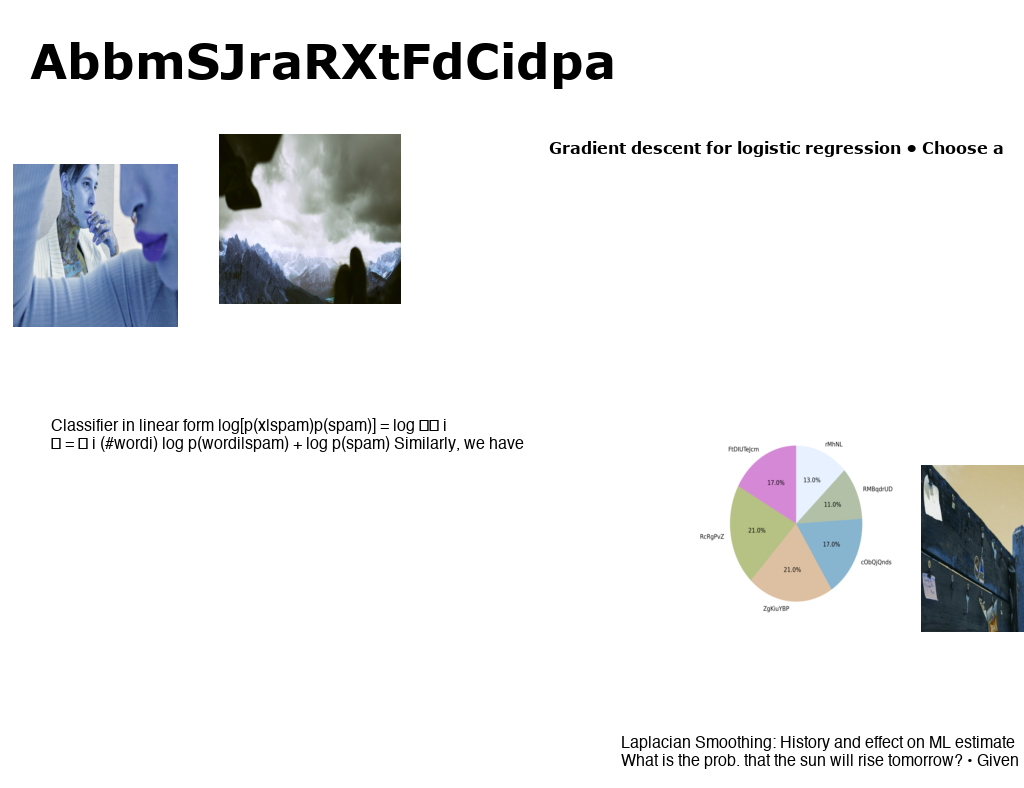 AbbmSJraRXtFdCidpa
Gradient descent for logistic regression • Choose a
Classifier in linear form log[p(x|spam)p(spam)] = log □□ i
□ = □ i (#wordi) log p(wordi|spam) + log p(spam) Similarly, we have
rMhNL
FtDIUTeJcm
17.0%
13.0%
RMBqdrUD
11.0%
RcRgPvZ
21.0%
17.0%
cObQjQnds
21.0%
ZgKiuYBP
Laplacian Smoothing: History and effect on ML estimate
What is the prob. that the sun will rise tomorrow? • Given